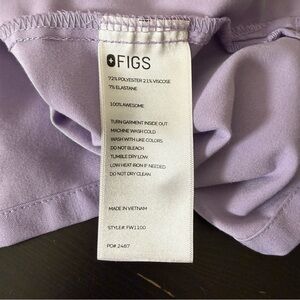 FIGS
72% POLYESTER 21% VISCOSE
7% ELASTANE
100% AWESOME
TURN GARMENT INSIDE OUT
MACHINE WASH COLD
WASH WITH LIKE COLORS
DO NOT BLEACH
TUMBLE DRY LOW
LOW HEAT IRON IF NEEDED
DO NOT DRY CLEAN
MADE IN VIETNAM
STYLE# FW1100
PO# 2487